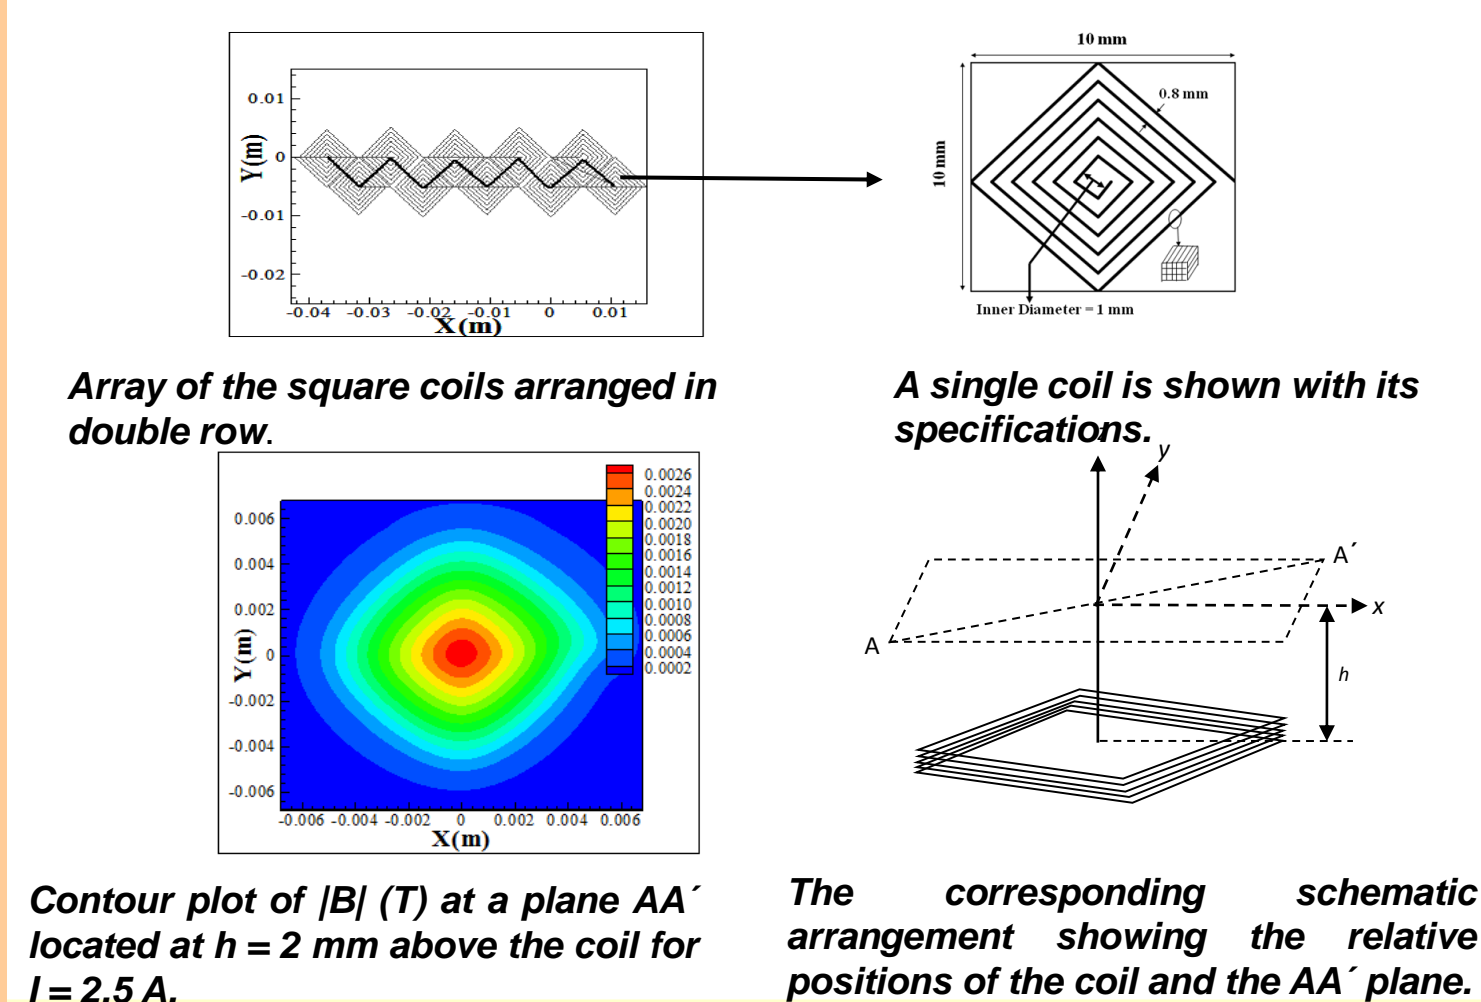 0.01
0
-0.01
-0.02
Y(m)
-0.04 -0.03 -0.02 -0.01 0 0.01
X(m)
10 mm
10 mm
0.8 mm
Inner Diameter = 1 mm
Array of the square coils arranged in
double row.
A single coil is shown with its
specifications.
z
y
A´
x
A
h
0.006
0.004
0.002
0
-0.002
-0.004
-0.006
Y(m)
-0.006 -0.004 -0.002 0 0.002 0.004 0.006
X(m)
0.0026
0.0024
0.0022
0.0020
0.0018
0.0016
0.0014
0.0012
0.0010
0.0008
0.0006
0.0004
0.0002
Contour plot of |B| (T) at a plane AA´
located at h = 2 mm above the coil for
I = 2.5 A.
The corresponding schematic
arrangement showing the relative
positions of the coil and the AA´ plane.